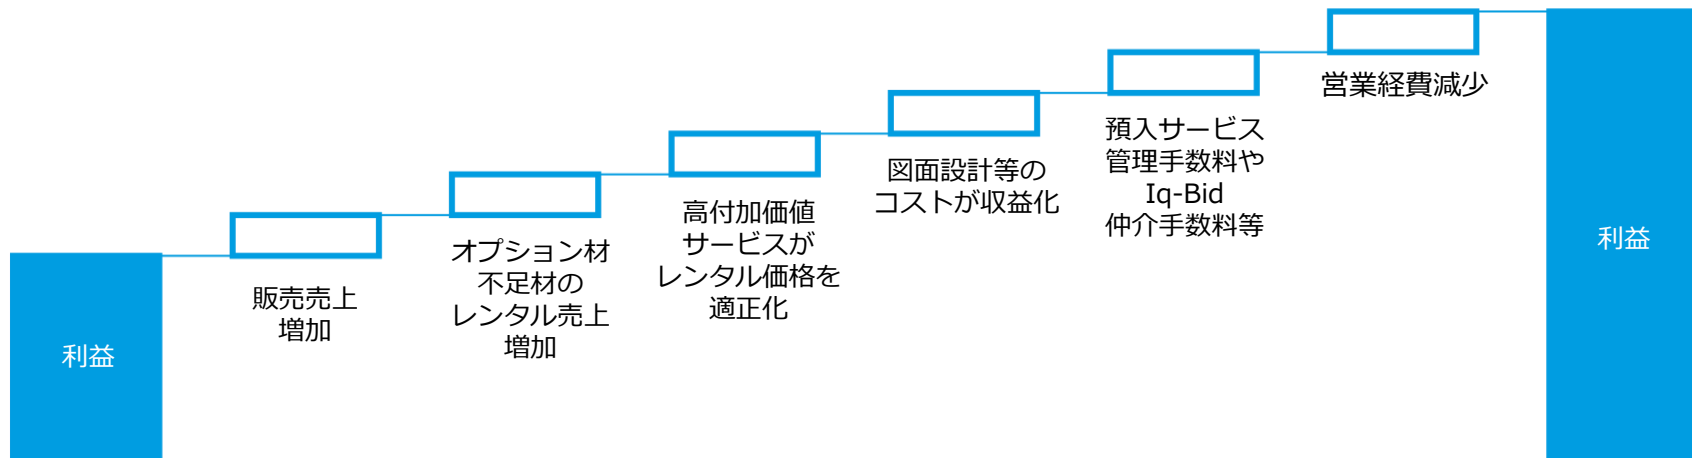 利益
販売売上
増加
オプション材
不足材の
レンタル売上
増加
高付加価値
サービスが
レンタル価格を
適正化
図面設計等の
コストが収益化
預入サービス
管理手数料や
Iq-Bid
仲介手数料等
営業経費減少
利益